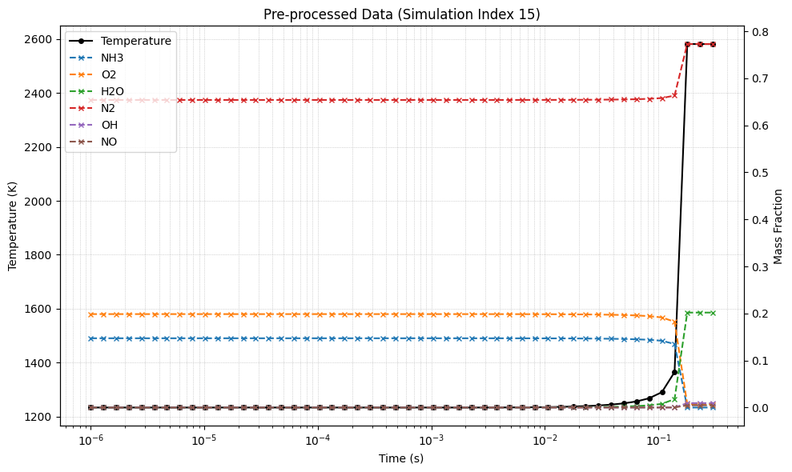 Pre-processed Data (Simulation Index 15)
Temperature
NH3
O2
H2O
N2
OH
NO
2600
2400
2200
2000
1800
1600
1400
1200
Temperature (K)
0.8
0.7
0.6
0.5
0.4
0.3
0.2
0.1
0.0
Mass Fraction
10⁻⁶ 10⁻⁵ 10⁻⁴ 10⁻³ 10⁻² 10⁻¹
Time (s)